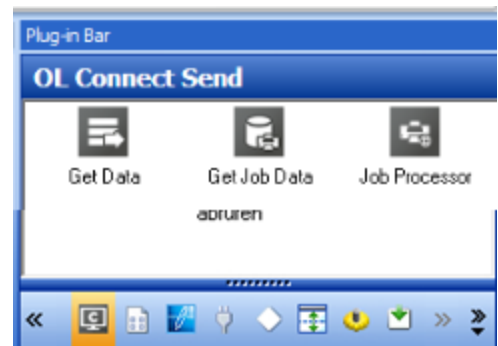 Plug-in Bar
OL Connect Send
Get Data Get Job Data Job Processor
abrufen